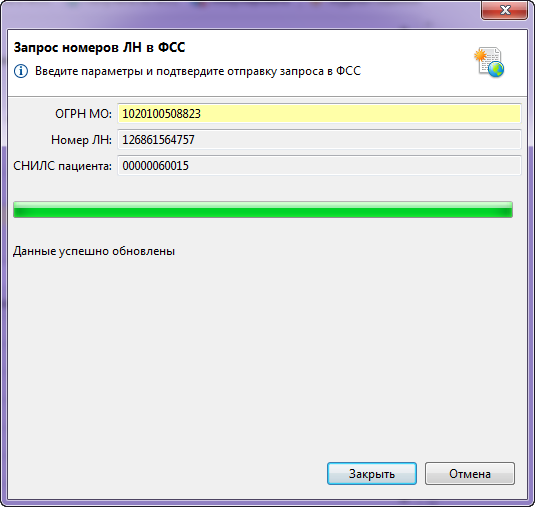 Запрос номеров ЛН в ФСС
Введите параметры и подтвердите отправку запроса в ФСС
ОГРН МО: 1020100508823
Номер ЛН: 126861564757
СНИЛС пациента: 00000060015
Данные успешно обновлены
Закрыть Отмена